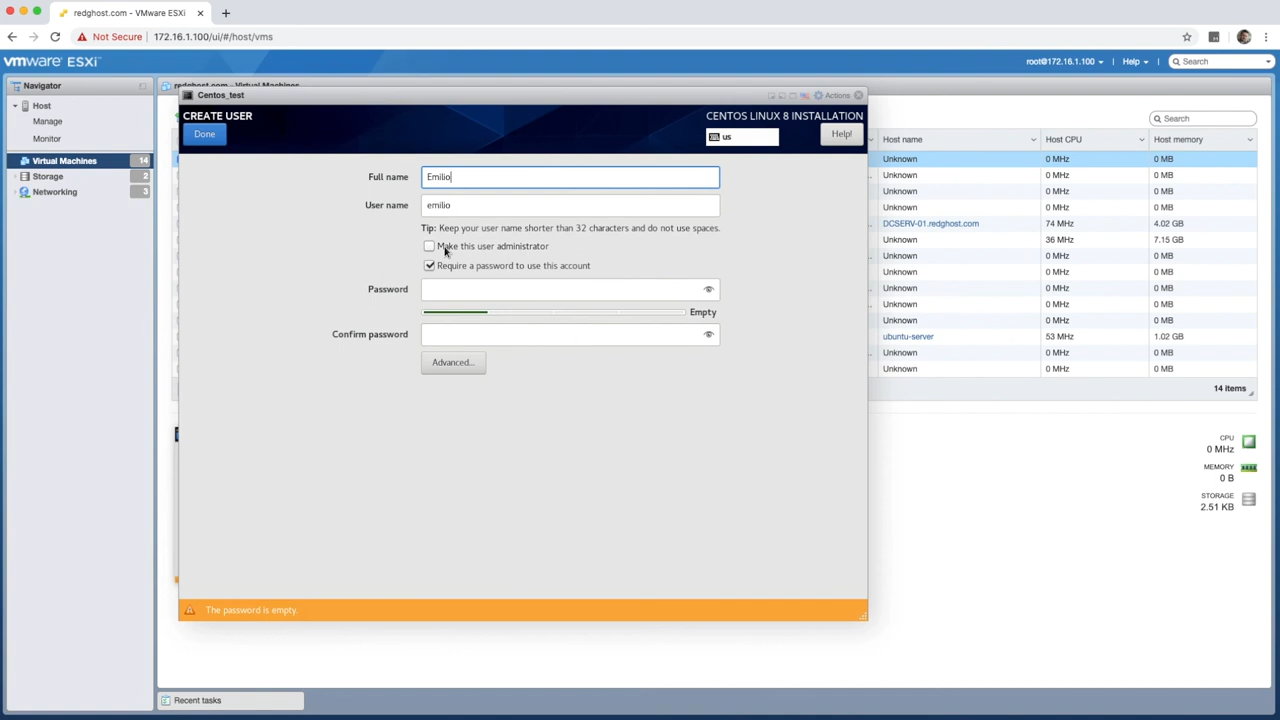 redghost.com - VMware ESXi
Not Secure
172.16.1.100/ui/#/host/vms
vmware ESXi
root@172.16.1.100
Help
Search
Navigator
redghost.com - Virtual Machines
Host
Manage
Monitor
Virtual Machines 14
Storage 2
Networking 3
Centos_test
Actions
CREATE USER
CENTOS LINUX 8 INSTALLATION
Done
us
Help!
Full name
Emilio
User name
emilio
Tip: Keep your user name shorter than 32 characters and do not use spaces.
Make this user administrator
Require a password to use this account
Password
Empty
Confirm password
Advanced...
The password is empty.
Search
Host name Host CPU Host memory
Unknown 0 MHz 0 MB
Unknown 0 MHz 0 MB
Unknown 0 MHz 0 MB
Unknown 0 MHz 0 MB
DCSERV-01.redghost.com 74 MHz 4.02 GB
Unknown 36 MHz 7.15 GB
Unknown 0 MHz 0 MB
Unknown 0 MHz 0 MB
Unknown 0 MHz 0 MB
Unknown 0 MHz 0 MB
Unknown 0 MHz 0 MB
ubuntu-server 53 MHz 1.02 GB
Unknown 0 MHz 0 MB
Unknown 0 MHz 0 MB
14 items
CPU
0 MHz
MEMORY
0 B
STORAGE
2.51 KB
Recent tasks